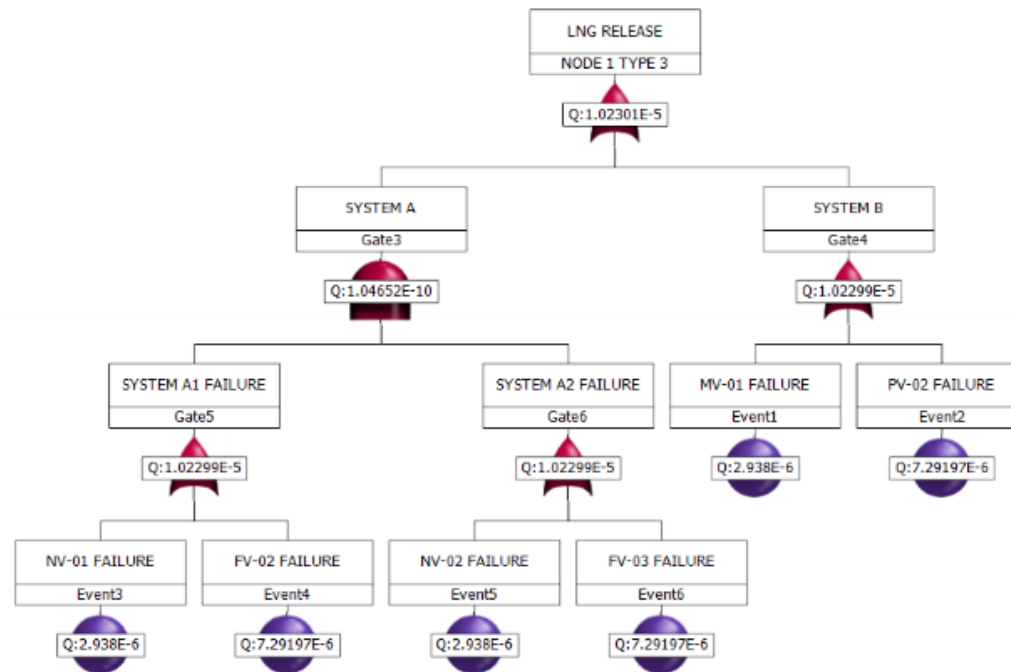 LNG RELEASE
NODE 1 TYPE 3
Q:1.02301E-5
SYSTEM A
Gate3
Q:1.04652E-10
SYSTEM B
Gate4
Q:1.02299E-5
SYSTEM A1 FAILURE
Gate5
Q:1.02299E-5
SYSTEM A2 FAILURE
Gate6
Q:1.02299E-5
MV-01 FAILURE
Event1
Q:2.938E-6
PV-02 FAILURE
Event2
Q:7.29197E-6
NV-01 FAILURE
Event3
Q:2.938E-6
FV-02 FAILURE
Event4
Q:7.29197E-6
NV-02 FAILURE
Event5
Q:2.938E-6
FV-03 FAILURE
Event6
Q:7.29197E-6